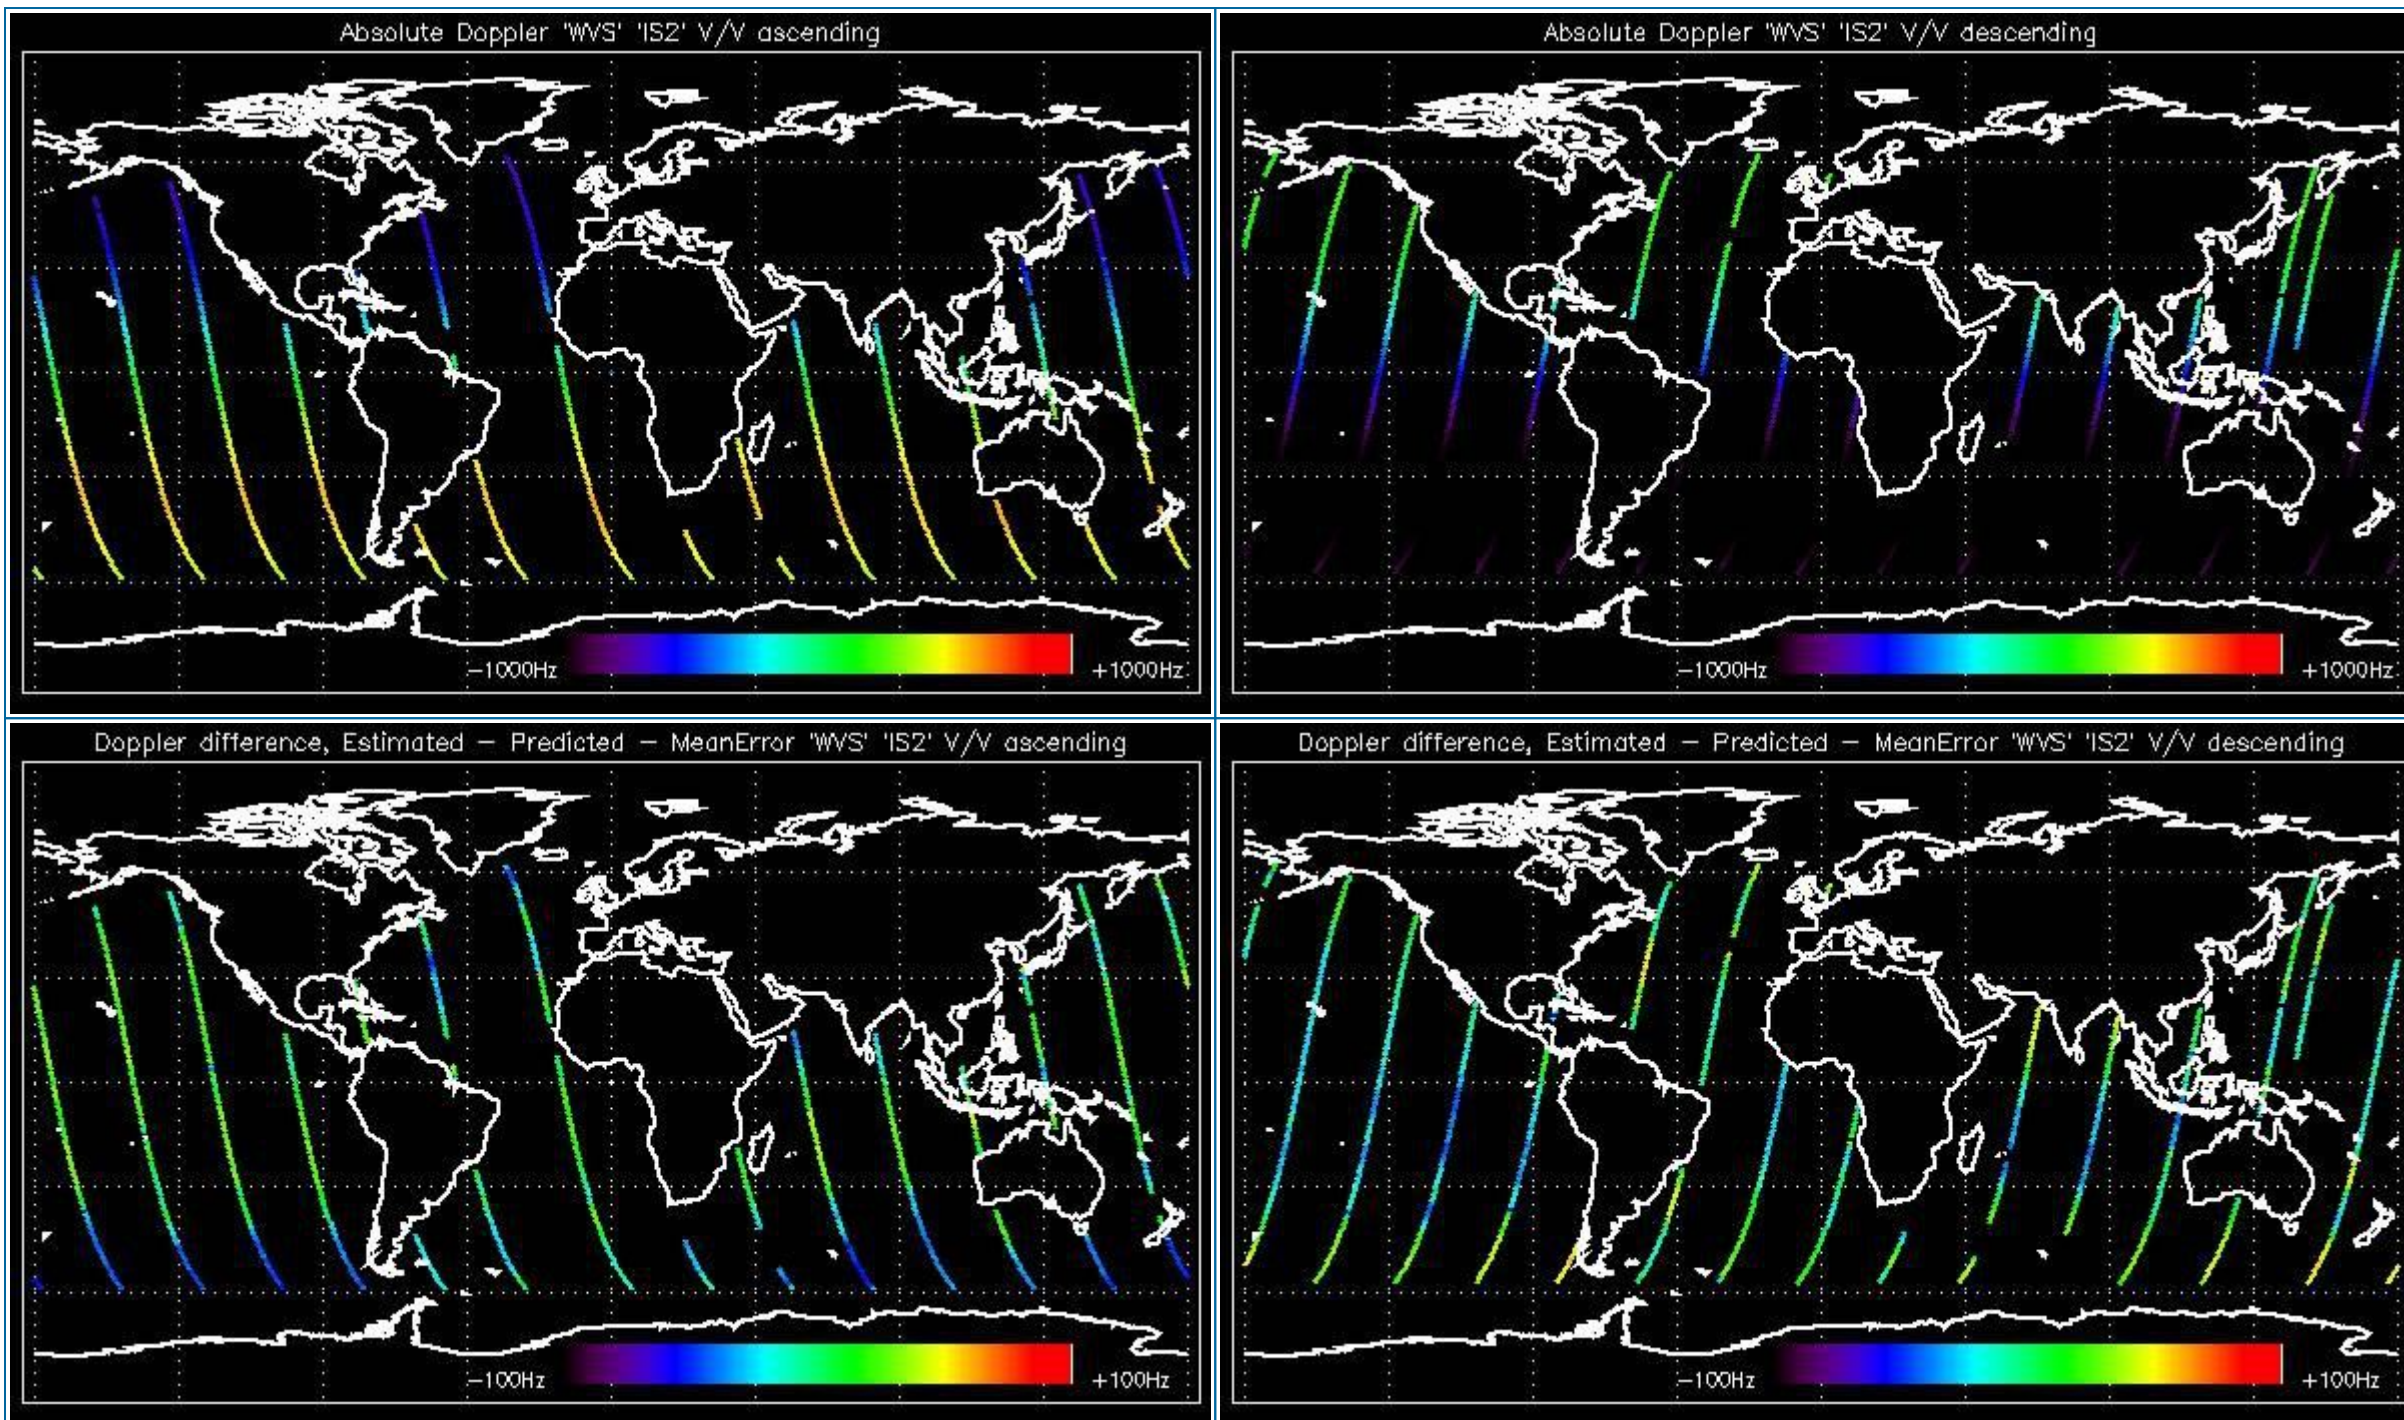 Absolute Doppler 'WVS' 'IS2' V/V ascending
-1000Hz
+1000Hz
Absolute Doppler 'WVS' 'IS2' V/V descending
-1000Hz
+1000Hz
Doppler difference, Estimated - Predicted - MeanError 'WVS' 'IS2' V/V ascending
-100Hz
+100Hz
Doppler difference, Estimated - Predicted - MeanError 'WVS' 'IS2' V/V descending
-100Hz
+100Hz